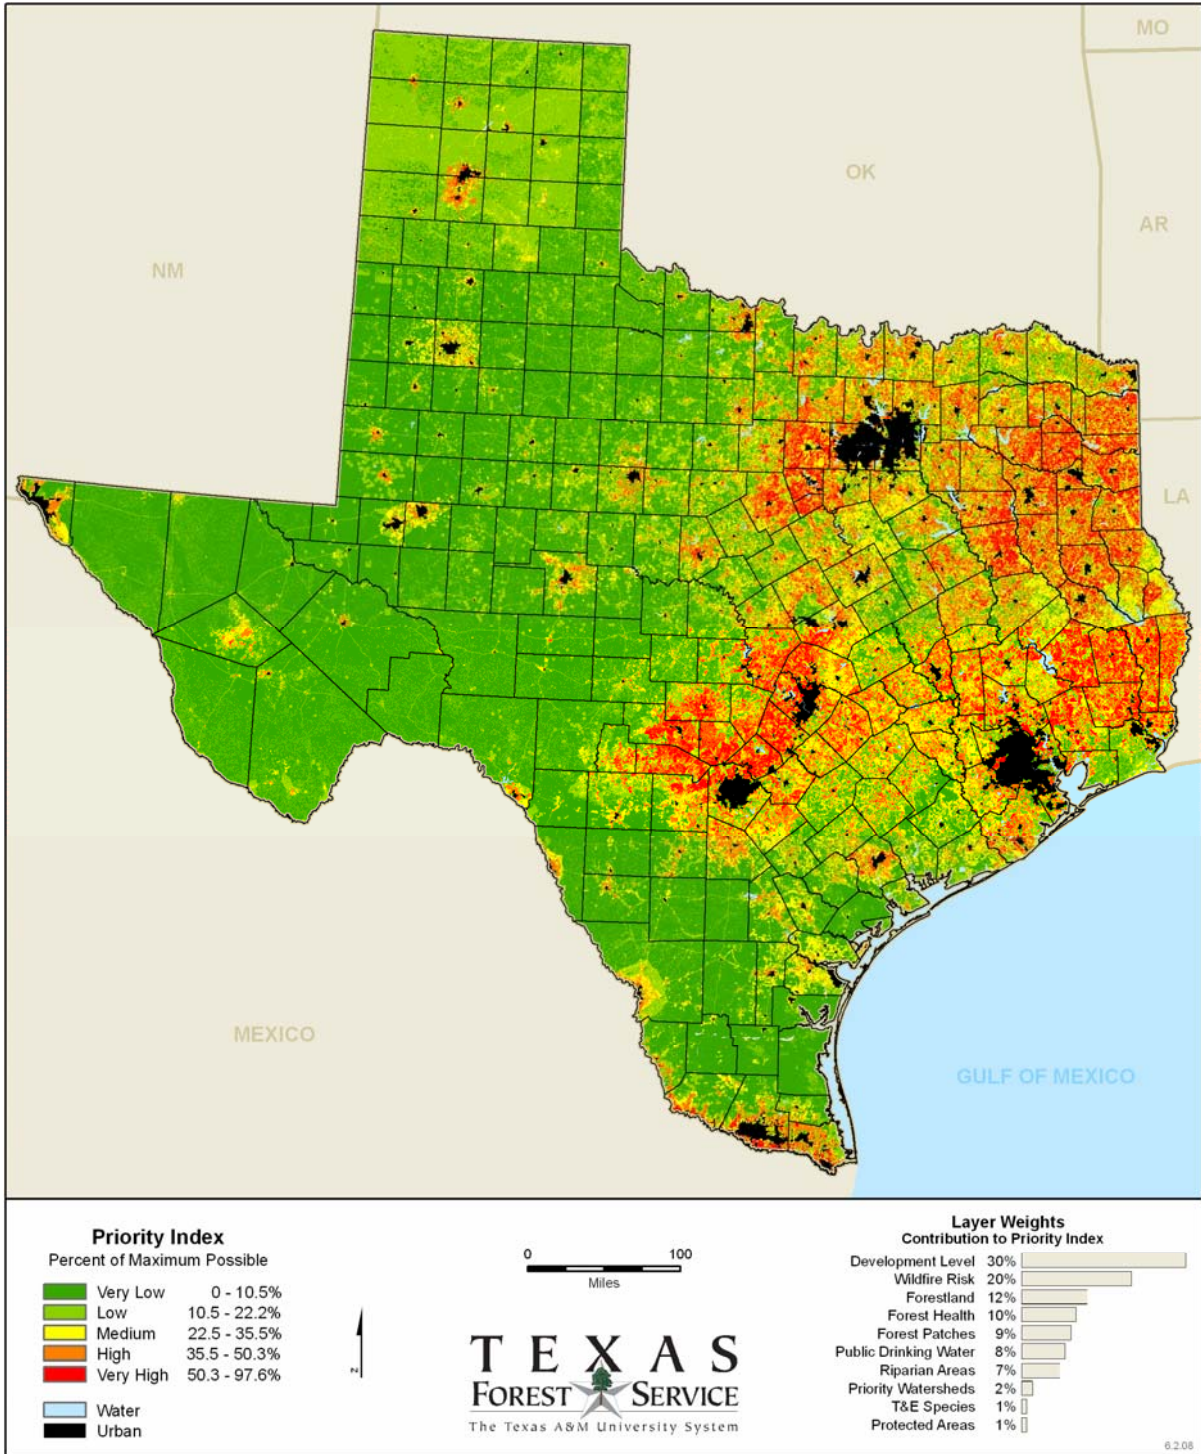 MO
OK
AR
NM
LA
MEXICO
GULF OF MEXICO
Priority Index
Percent of Maximum Possible
Very Low 0 - 10.5%
Low 10.5 - 22.2%
Medium 22.5 - 35.5%
High 35.5 - 50.3%
Very High 50.3 - 97.6%
Water
Urban
0 100
Miles
N
TEXAS
FOREST SERVICE
The Texas A&M University System
Layer Weights
Contribution to Priority Index
Development Level 30%
Wildfire Risk 20%
Forestland 12%
Forest Health 10%
Forest Patches 9%
Public Drinking Water 8%
Riparian Areas 7%
Priority Watersheds 2%
T&E Species 1%
Protected Areas 1%
6.2.08